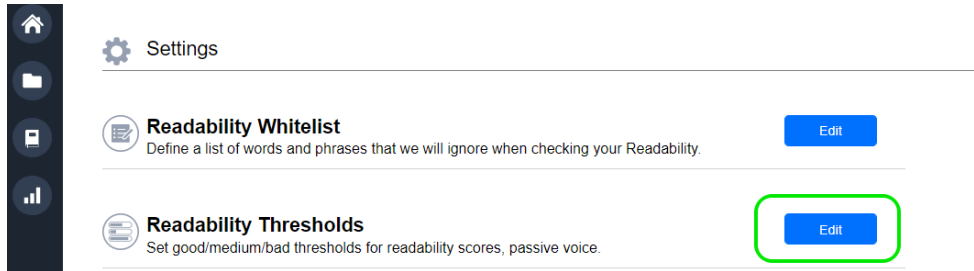 Settings
Readability Whitelist
Define a list of words and phrases that we will ignore when checking your Readability.
Edit
Readability Thresholds
Set good/medium/bad thresholds for readability scores, passive voice.
Edit